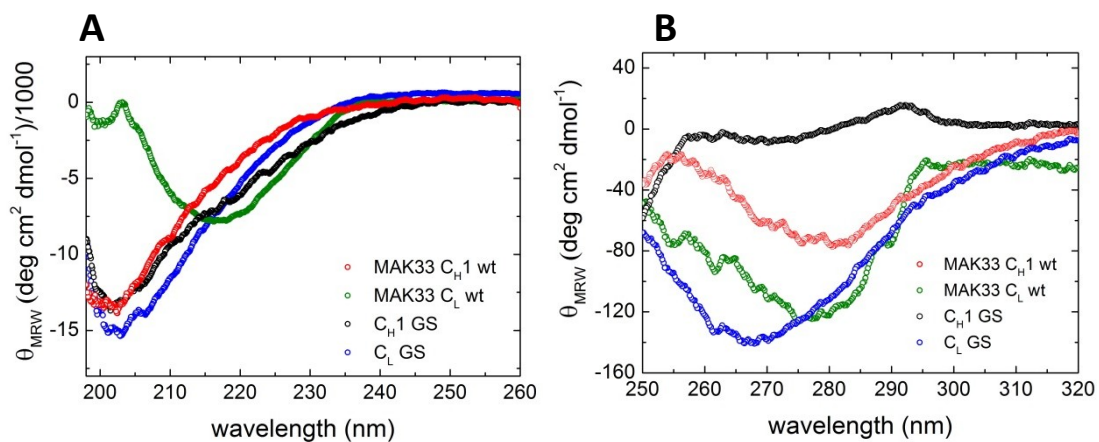 A
B
θMRW (deg cm² dmol⁻¹)/1000
0
-5
-10
-15
200 210 220 230 240 250 260
wavelength (nm)
MAK33 CH1 wt
MAK33 CL wt
CH1 GS
CL GS
θMRW (deg cm² dmol⁻¹)
40
0
-40
-80
-120
-160
250 260 270 280 290 300 310 320
wavelength (nm)
MAK33 CH1 wt
MAK33 CL wt
CH1 GS
CL GS